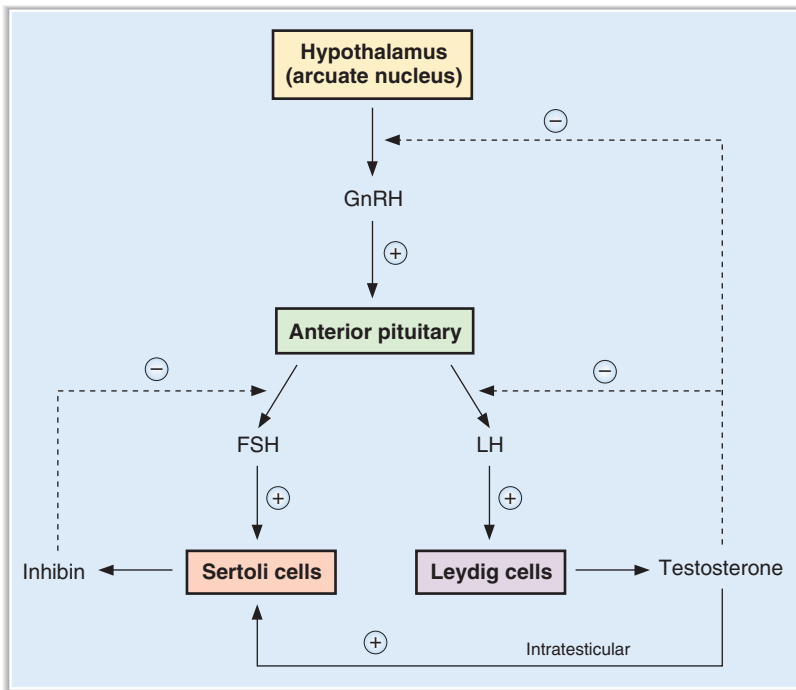 Hypothalamus
(arcuate nucleus)
−
GnRH
+
Anterior pituitary
−
−
FSH
LH
+
+
Inhibin
Sertoli cells
Leydig cells
Testosterone
+
Intratesticular